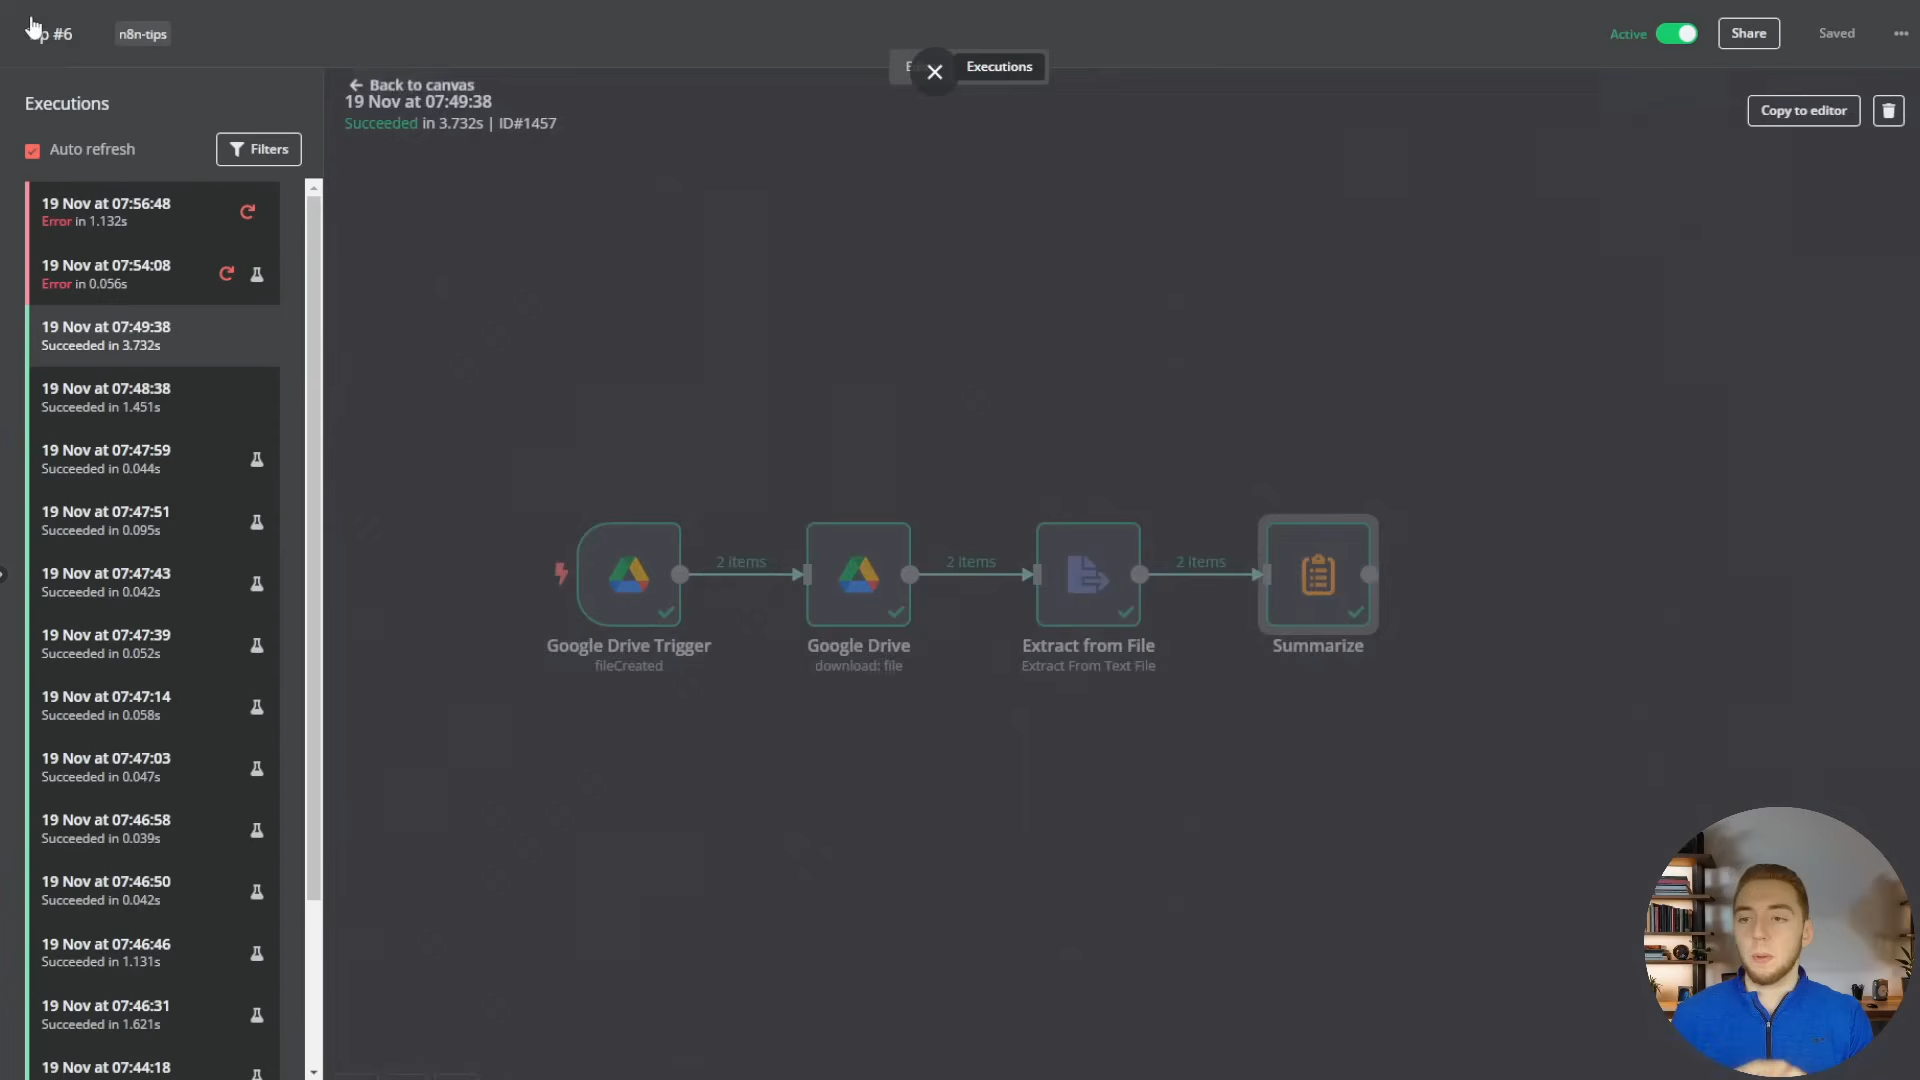 p #6
n8n-tips
Active
Share
Saved
Executions
Executions
Back to canvas
19 Nov at 07:49:38
Succeeded in 3.732s | ID#1457
Copy to editor
Auto refresh
Filters
19 Nov at 07:56:48
Error in 1.132s
19 Nov at 07:54:08
Error in 0.056s
19 Nov at 07:49:38
Succeeded in 3.732s
19 Nov at 07:48:38
Succeeded in 1.451s
19 Nov at 07:47:59
Succeeded in 0.044s
19 Nov at 07:47:51
Succeeded in 0.095s
19 Nov at 07:47:43
Succeeded in 0.042s
19 Nov at 07:47:39
Succeeded in 0.052s
19 Nov at 07:47:14
Succeeded in 0.058s
19 Nov at 07:47:03
Succeeded in 0.047s
19 Nov at 07:46:58
Succeeded in 0.039s
19 Nov at 07:46:50
Succeeded in 0.042s
19 Nov at 07:46:46
Succeeded in 1.131s
19 Nov at 07:46:31
Succeeded in 1.621s
19 Nov at 07:44:18
2 items
2 items
2 items
Google Drive Trigger
fileCreated
Google Drive
download: file
Extract from File
Extract From Text File
Summarize